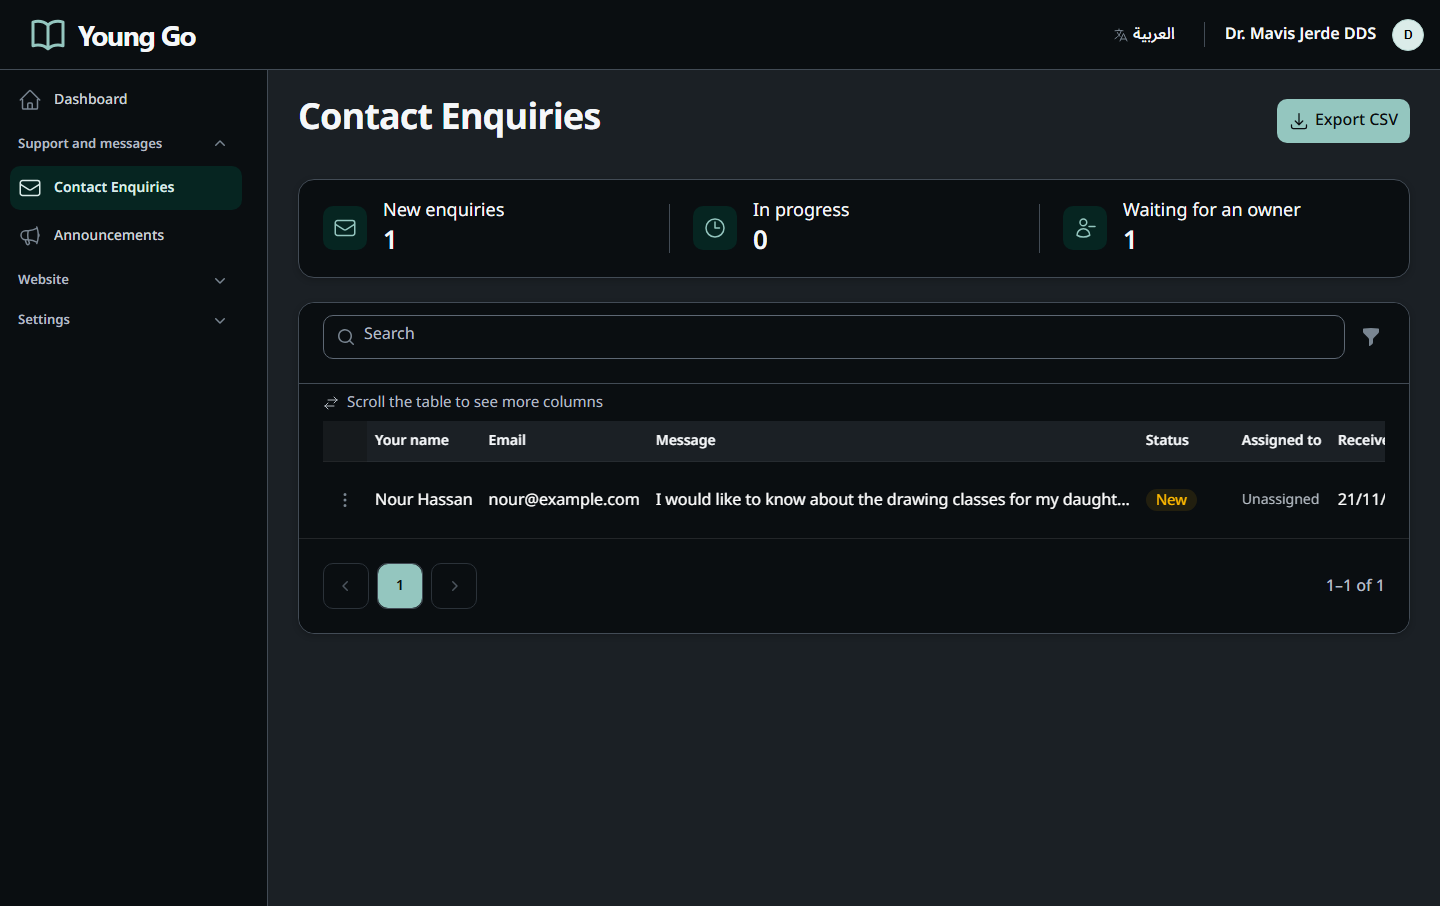 Young Go
العربية
Dr. Mavis Jerde DDS
D
Dashboard
Support and messages
Contact Enquiries
Announcements
Website
Settings
Contact Enquiries
Export CSV
New enquiries
1
In progress
0
Waiting for an owner
1
Search
Scroll the table to see more columns
Your name Email Message Status Assigned to Receive
Nour Hassan nour@example.com I would like to know about the drawing classes for my daught... New Unassigned 21/11/
1
1–1 of 1